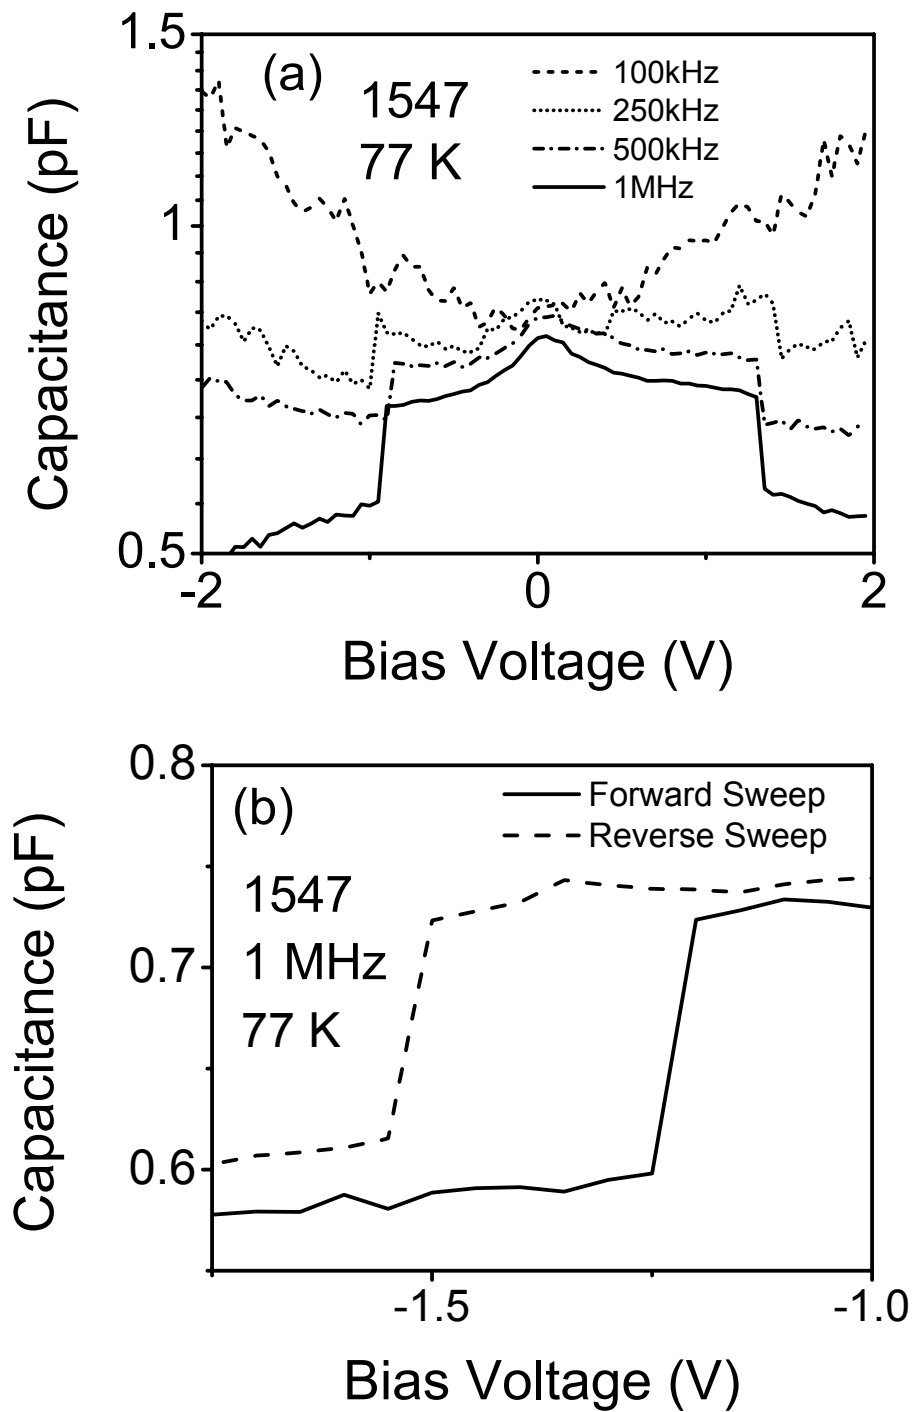 1.5
(a)
1547
77 K
100kHz
250kHz
500kHz
1MHz
1
0.5
-2
0
2
Capacitance (pF)
Bias Voltage (V)
0.8
(b)
1547
1 MHz
77 K
Forward Sweep
Reverse Sweep
0.7
0.6
-1.5
-1.0
Capacitance (pF)
Bias Voltage (V)